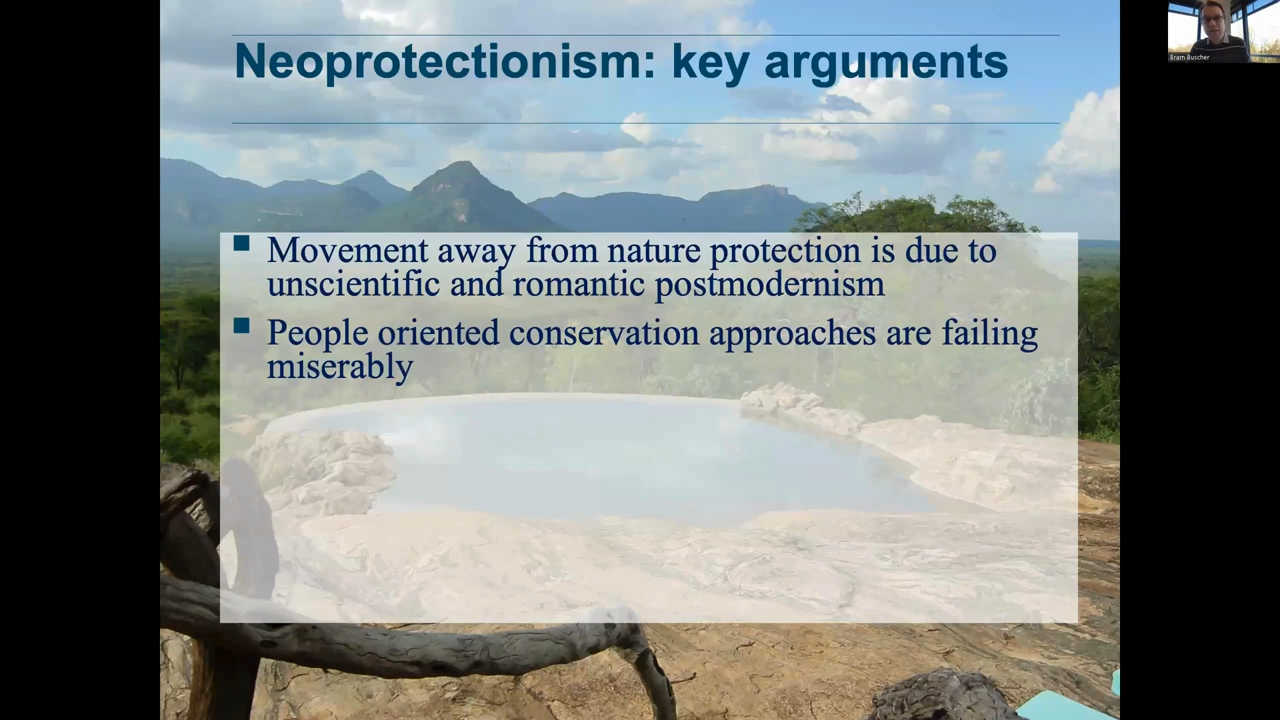 Neoprotectionism: key arguments
Movement away from nature protection is due to
unscientific and romantic postmodernism
People oriented conservation approaches are failing
miserably
Bram Buscher